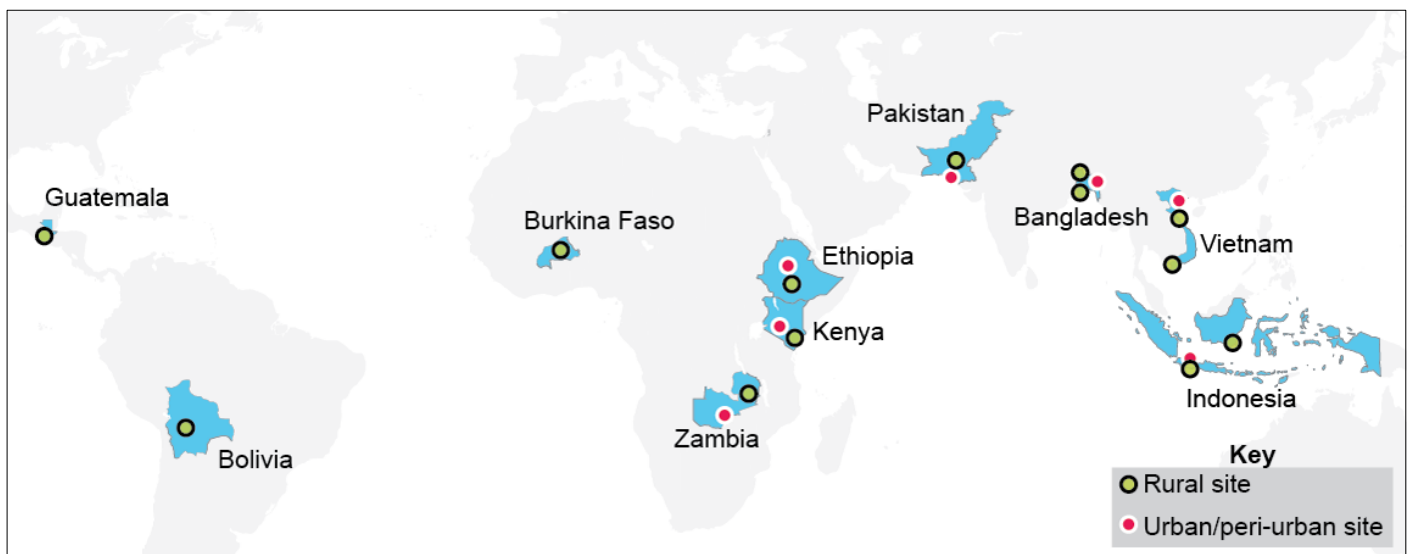 Pakistan
Guatemala
Burkina Faso
Bangladesh
Ethiopia
Vietnam
Kenya
Indonesia
Zambia
Bolivia
Key
Rural site
Urban/peri-urban site